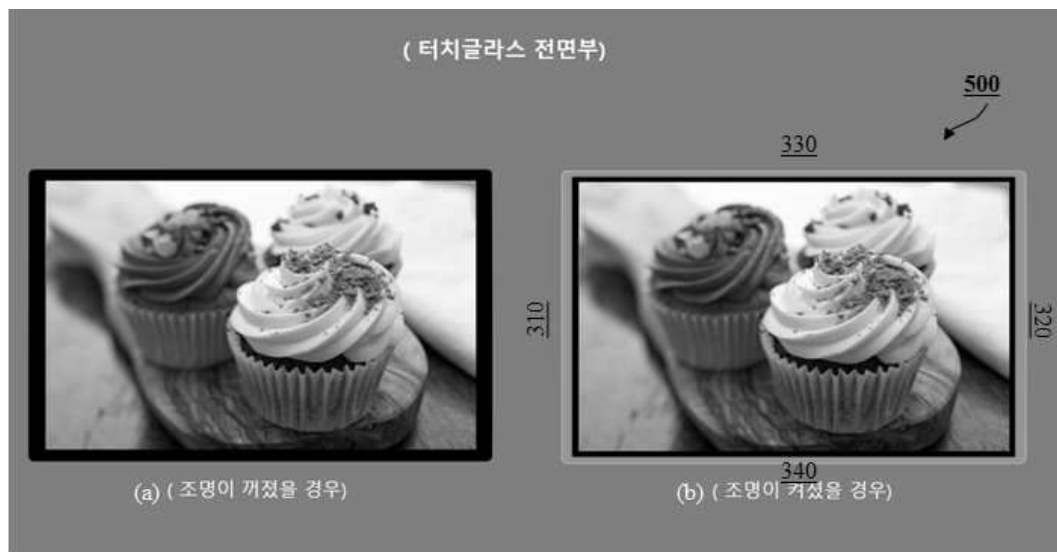 ( 터치글라스 전면부)
500
330
310
320
340
(a) ( 조명이 꺼졌을 경우)
(b) ( 조명이 켜졌을 경우)